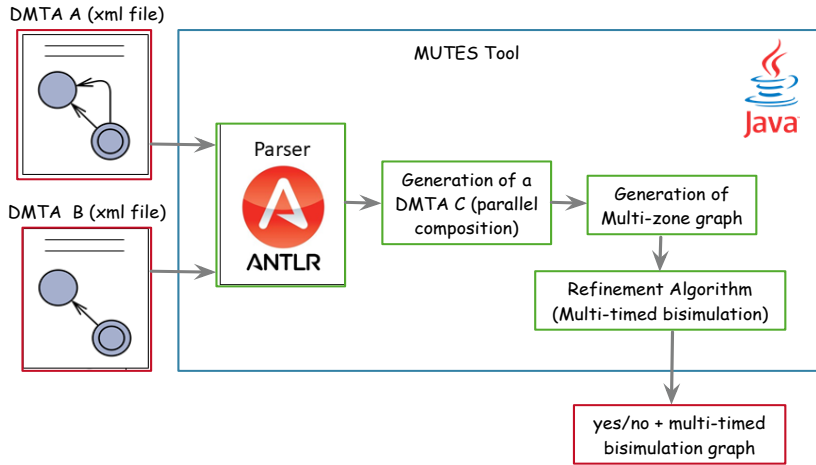 DMTA A (xml file)
MUTES Tool
Java
Parser
ANTLR
DMTA B (xml file)
Generation of a
DMTA C (parallel
composition)
Generation of
Multi-zone graph
Refinement Algorithm
(Multi-timed bisimulation)
yes/no + multi-timed
bisimulation graph